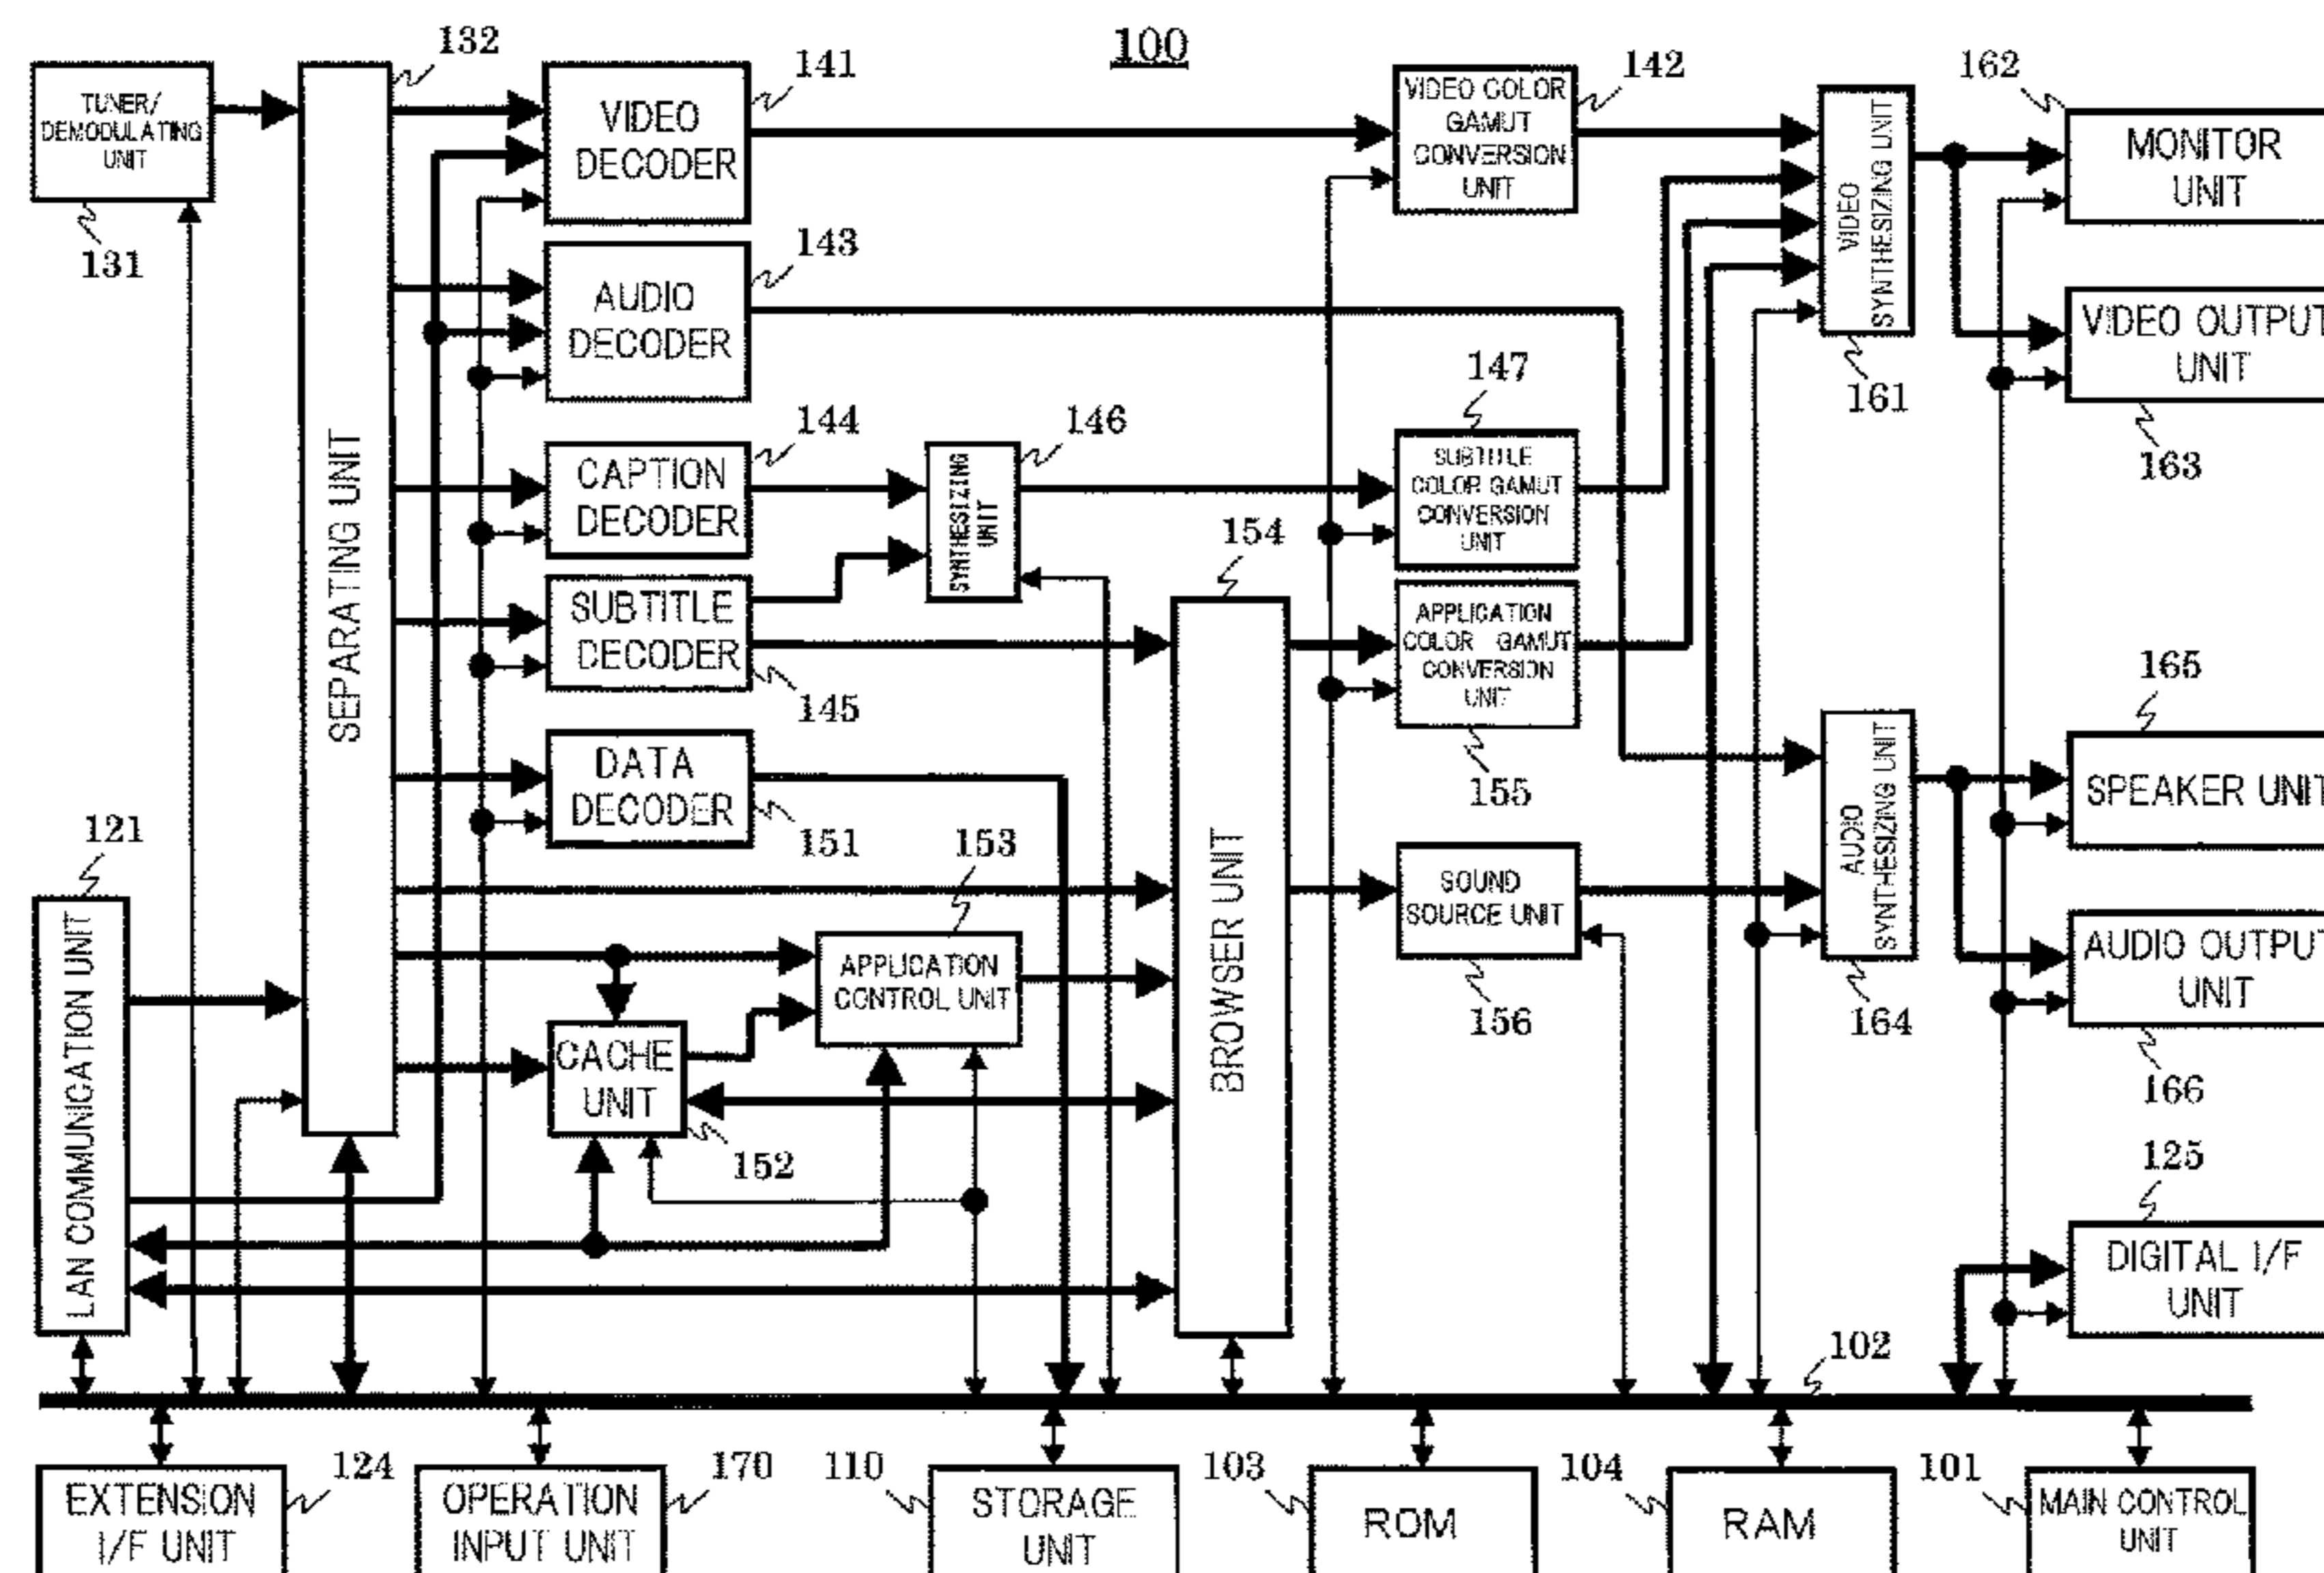 100
132
TUNER/
DEMODULATING
UNIT
131
SEPARATING UNIT
141
VIDEO
DECODER
142
VIDEO COLOR
GAMUT
CONVERSION
UNIT
VIDEO
SYNTHESIZING UNIT
161
162
MONITOR
UNIT
143
AUDIO
DECODER
VIDEO OUTPUT
UNIT
163
144
CAPTION
DECODER
146
SYNTHESIZING
UNIT
147
SUBTITLE
COLOR GAMUT
CONVERSION
UNIT
SUBTITLE
DECODER
145
154
BROWSER UNIT
APPLICATION
COLOR GAMUT
CONVERSION
UNIT
155
165
SPEAKER UNIT
DATA
DECODER
151
AUDIO
SYNTHESIZING UNIT
164
121
LAN COMMUNICATION UNIT
153
APPLICATION
CONTROL UNIT
SOUND
SOURCE UNIT
156
AUDIO OUTPUT
UNIT
166
CACHE
UNIT
152
125
DIGITAL I/F
UNIT
102
124
EXTENSION
I/F UNIT
170
OPERATION
INPUT UNIT
110
STORAGE
UNIT
103
ROM
104
RAM
101
MAIN CONTROL
UNIT